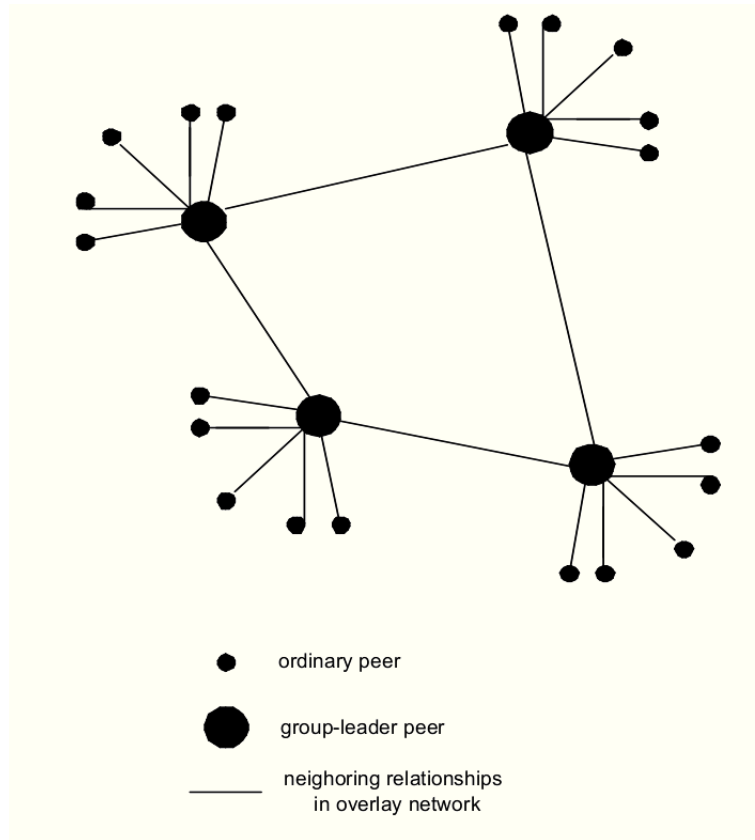 ordinary peer
group-leader peer
neighoring relationships
in overlay network